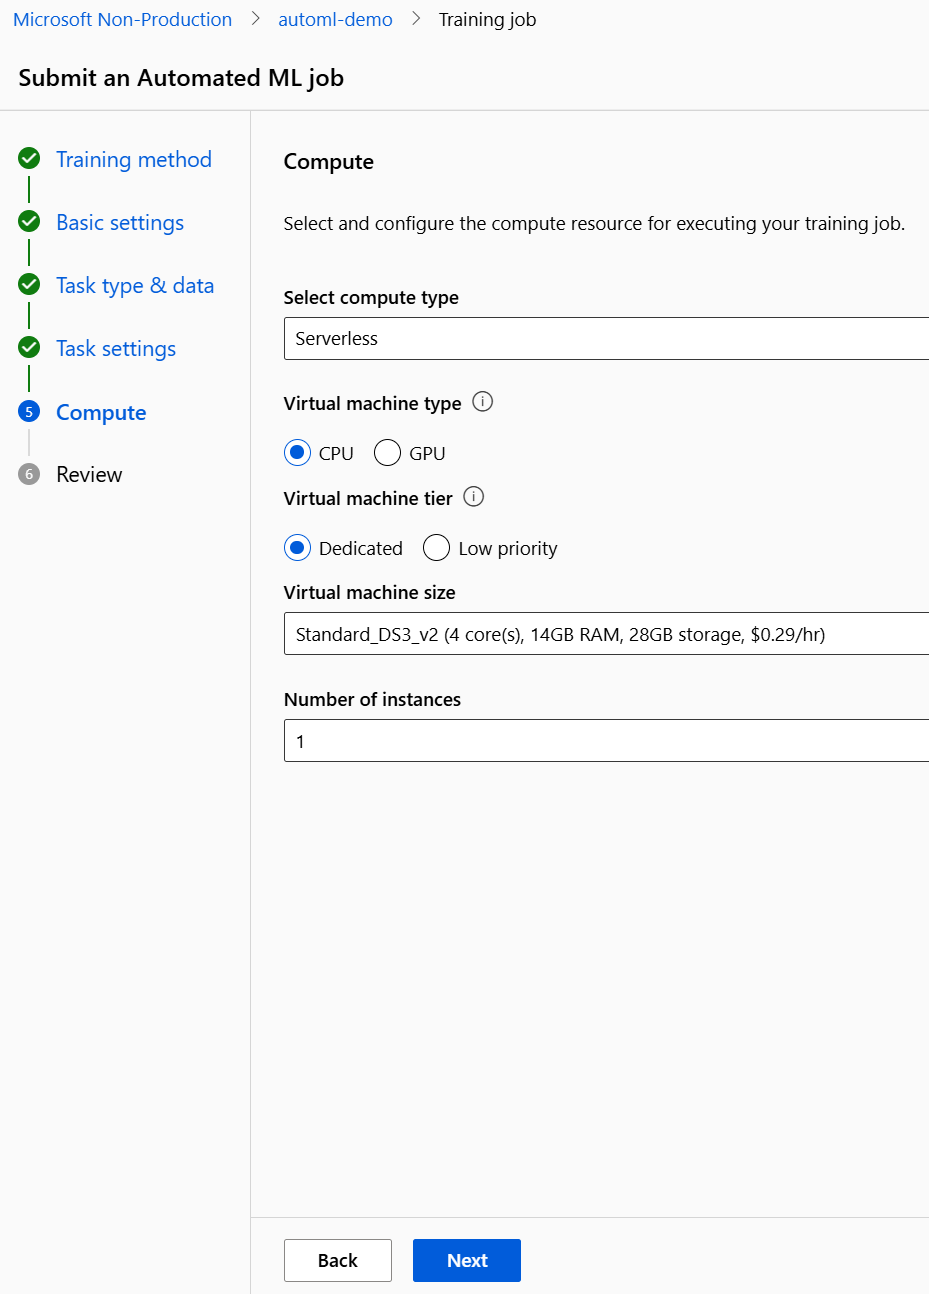 Microsoft Non-Production > automl-demo > Training job
Submit an Automated ML job
Training method
Basic settings
Task type & data
Task settings
5 Compute
6 Review
Compute
Select and configure the compute resource for executing your training job.
Select compute type
Serverless
Virtual machine type
CPU GPU
Virtual machine tier
Dedicated Low priority
Virtual machine size
Standard_DS3_v2 (4 core(s), 14GB RAM, 28GB storage, $0.29/hr)
Number of instances
1
Back Next